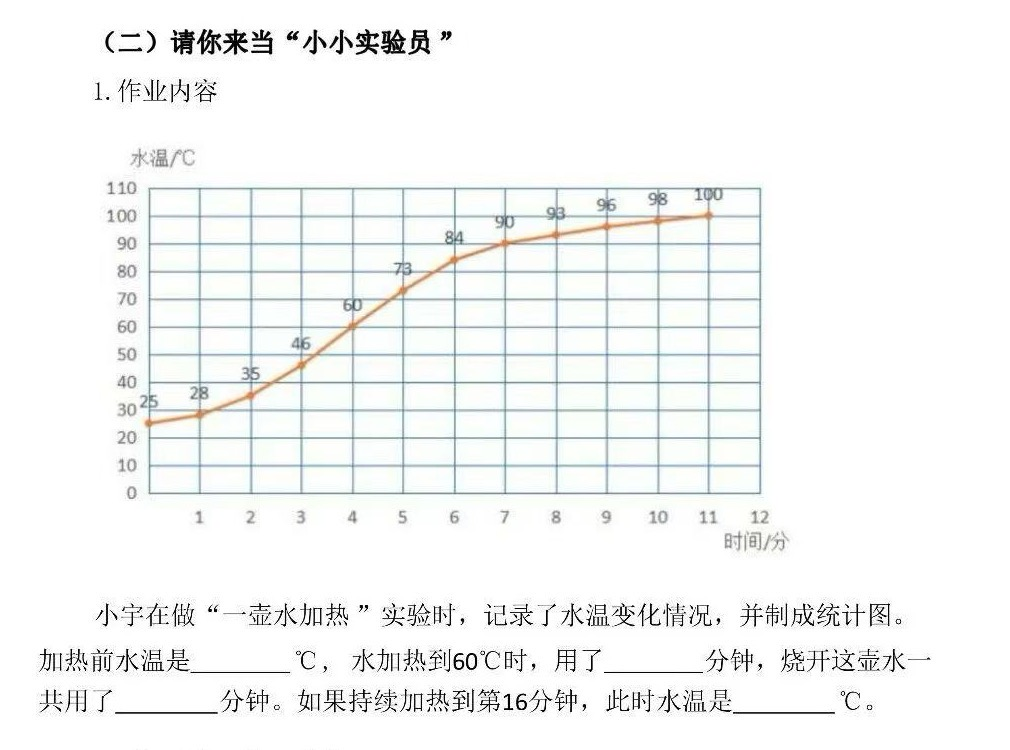 （二）请你来当“小小实验员”
1. 作业内容
水温/℃
110
100
90
80
70
60
50
40
30
20
10
0
25 28 35 46 60 73 84 90 93 96 98 100
1 2 3 4 5 6 7 8 9 10 11 12
时间/分
小宇在做“一壶水加热”实验时，记录了水温变化情况，并制成统计图。
加热前水温是________℃，水加热到60℃时，用了________分钟，烧开这壶水一
共用了________分钟。如果持续加热到第16分钟，此时水温是________℃。